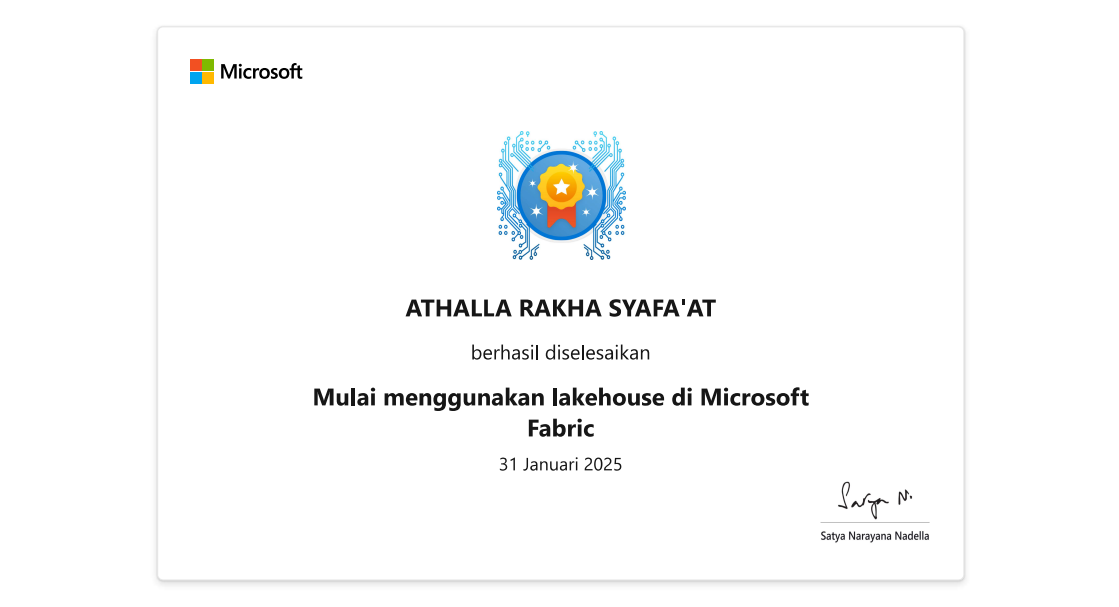 Microsoft
ATHALLA RAKHA SYAFA'AT
berhasil diselesaikan
Mulai menggunakan lakehouse di Microsoft
Fabric
31 Januari 2025
Satya N.
Satya Narayana Nadella